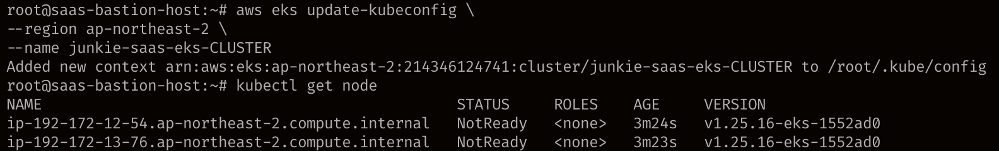 root@saas-bastion-host:~# aws eks update-kubeconfig \
--region ap-northeast-2 \
--name junkie-saas-eks-CLUSTER
Added new context arn:aws:eks:ap-northeast-2:214346124741:cluster/junkie-saas-eks-CLUSTER to /root/.kube/config
root@saas-bastion-host:~# kubectl get node
NAME STATUS ROLES AGE VERSION
ip-192-172-12-54.ap-northeast-2.compute.internal NotReady <none> 3m24s v1.25.16-eks-1552ad0
ip-192-172-13-76.ap-northeast-2.compute.internal NotReady <none> 3m23s v1.25.16-eks-1552ad0